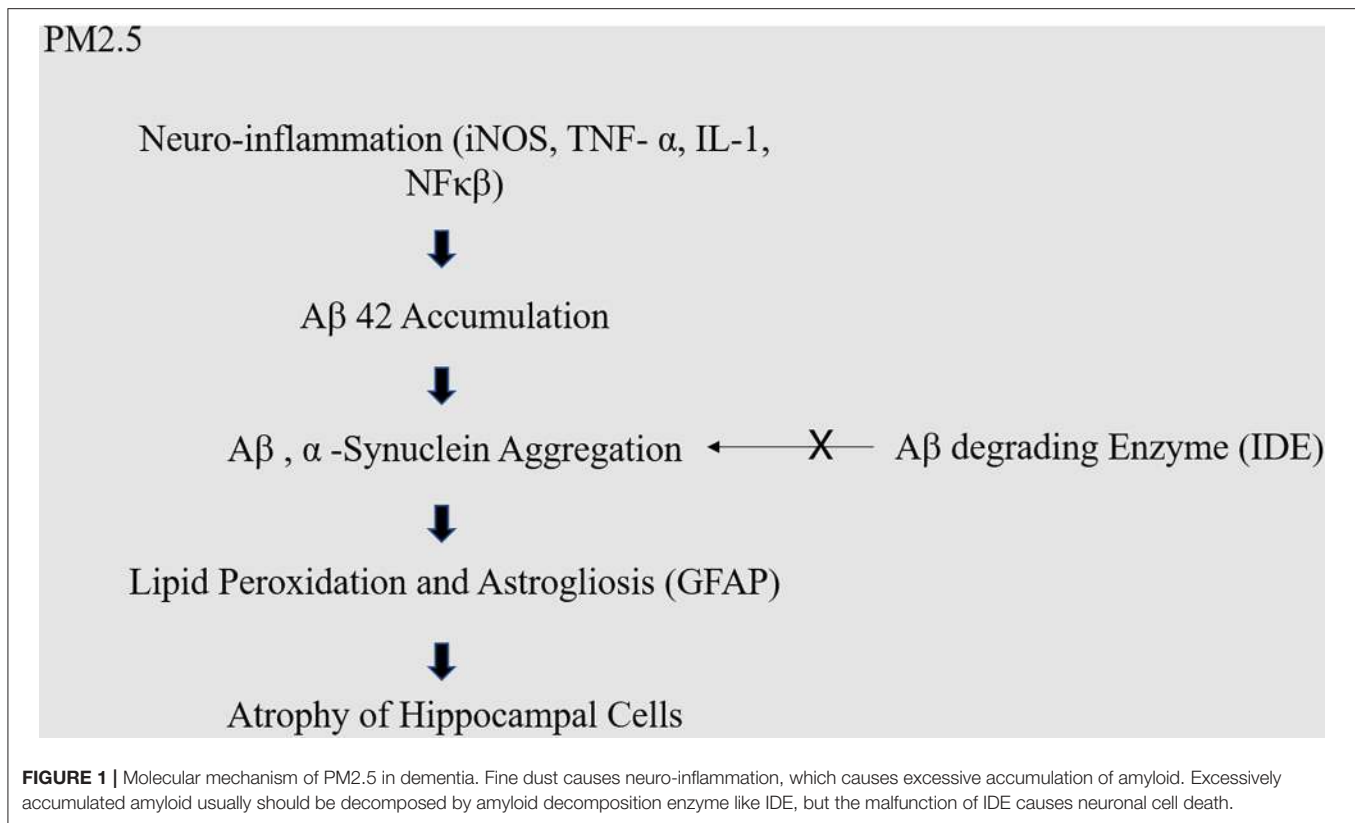 PM2.5
Neuro-inflammation (iNOS, TNF- α, IL-1,
NFκβ)
Aβ 42 Accumulation
Aβ , α -Synuclein Aggregation
X
Aβ degrading Enzyme (IDE)
Lipid Peroxidation and Astrogliosis (GFAP)
Atrophy of Hippocampal Cells
FIGURE 1 | Molecular mechanism of PM2.5 in dementia. Fine dust causes neuro-inflammation, which causes excessive accumulation of amyloid. Excessively
accumulated amyloid usually should be decomposed by amyloid decomposition enzyme like IDE, but the malfunction of IDE causes neuronal cell death.